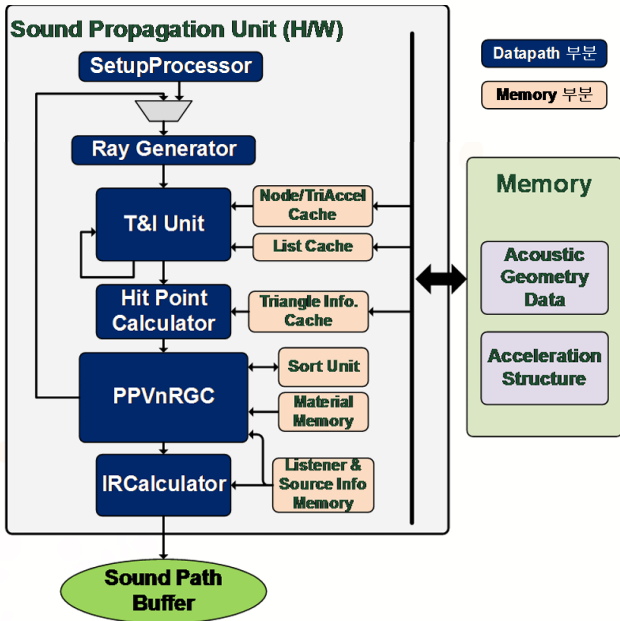 Sound Propagation Unit (H/W)
SetupProcessor
Ray Generator
T&I Unit
Node/TriAccel
Cache
List Cache
Hit Point
Calculator
Triangle Info.
Cache
PPVnRGC
Sort Unit
Material
Memory
IRCalculator
Listener &
Source Info
Memory
Sound Path
Buffer
Datapath 부분
Memory 부분
Memory
Acoustic
Geometry
Data
Acceleration
Structure